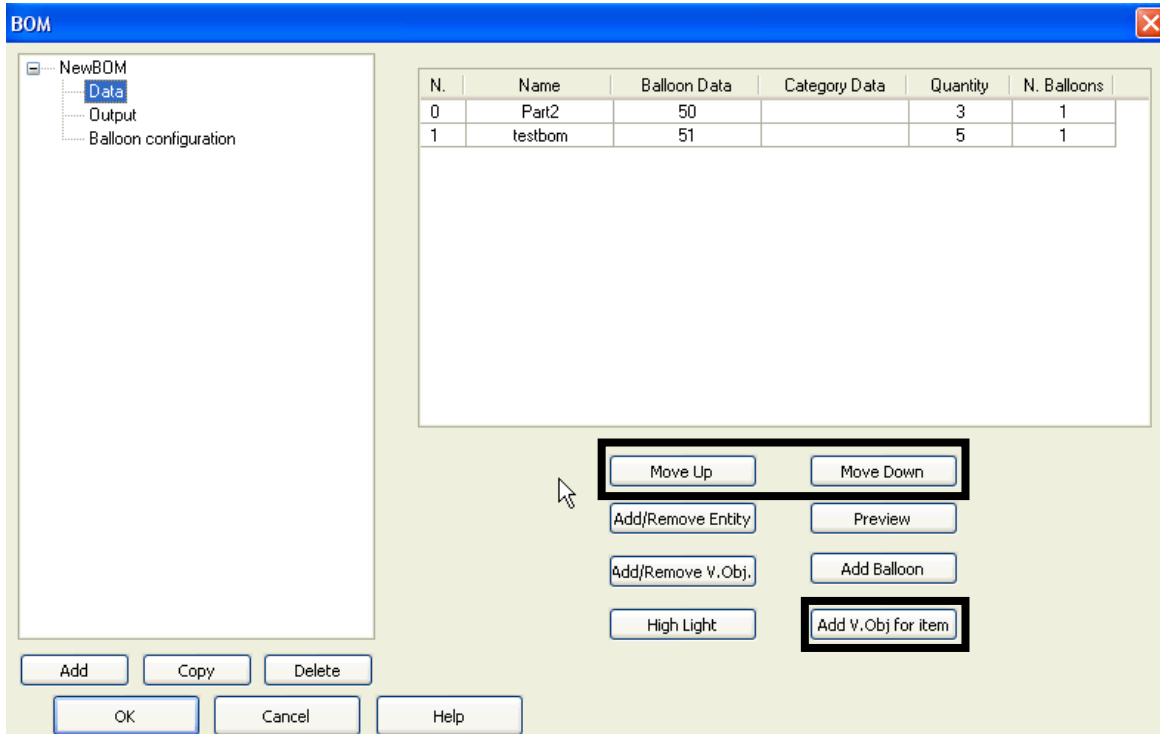 BOM
NewBOM
Data
Output
Balloon configuration
N. Name Balloon Data Category Data Quantity N. Balloons
0 Part2 50 3 1
1 testbom 51 5 1
Move Up Move Down
Add/Remove Entity Preview
Add/Remove V.Obj. Add Balloon
High Light Add V.Obj for item
Add Copy Delete
OK Cancel Help